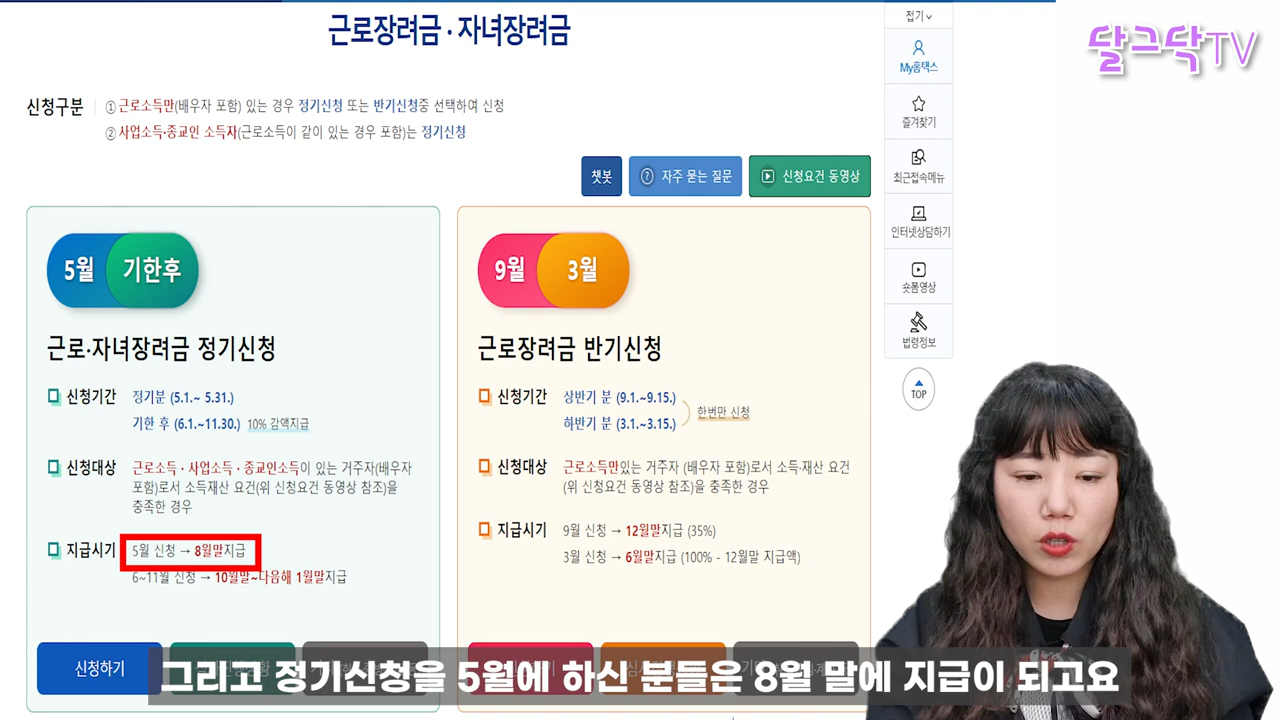 근로장려금 · 자녀장려금
접기
달그닥TV
My홈택스
신청구분
① 근로소득만(배우자 포함) 있는 경우 정기신청 또는 반기신청중 선택하여 신청
② 사업소득·종교인 소득자(근로소득이 같이 있는 경우 포함)는 정기신청
즐겨찾기
챗봇
? 자주 묻는 질문
신청요건 동영상
최근접속메뉴
인터넷상담하기
숏폼영상
법령정보
TOP
5월 기한후
근로·자녀장려금 정기신청
신청기간 정기분 (5.1.~ 5.31.)
기한 후 (6.1.~11.30.) 10% 감액지급
신청대상 근로소득 · 사업소득 · 종교인소득이 있는 거주자(배우자
포함)로서 소득재산 요건(위 신청요건 동영상 참조)을
충족한 경우
지급시기 5월 신청 → 8월말지급
6~11월 신청 → 10월말~다음해 1월말지급
신청하기
9월 3월
근로장려금 반기신청
신청기간 상반기 분 (9.1.~9.15.)
하반기 분 (3.1.~3.15.)
한번만 신청
신청대상 근로소득만있는 거주자 (배우자 포함)로서 소득·재산 요건
(위 신청요건 동영상 참조)을 충족한 경우
지급시기 9월 신청 → 12월말지급 (35%)
3월 신청 → 6월말지급 (100% - 12월말 지급액)
그리고 정기신청을 5월에 하신 분들은 8월 말에 지급이 되고요